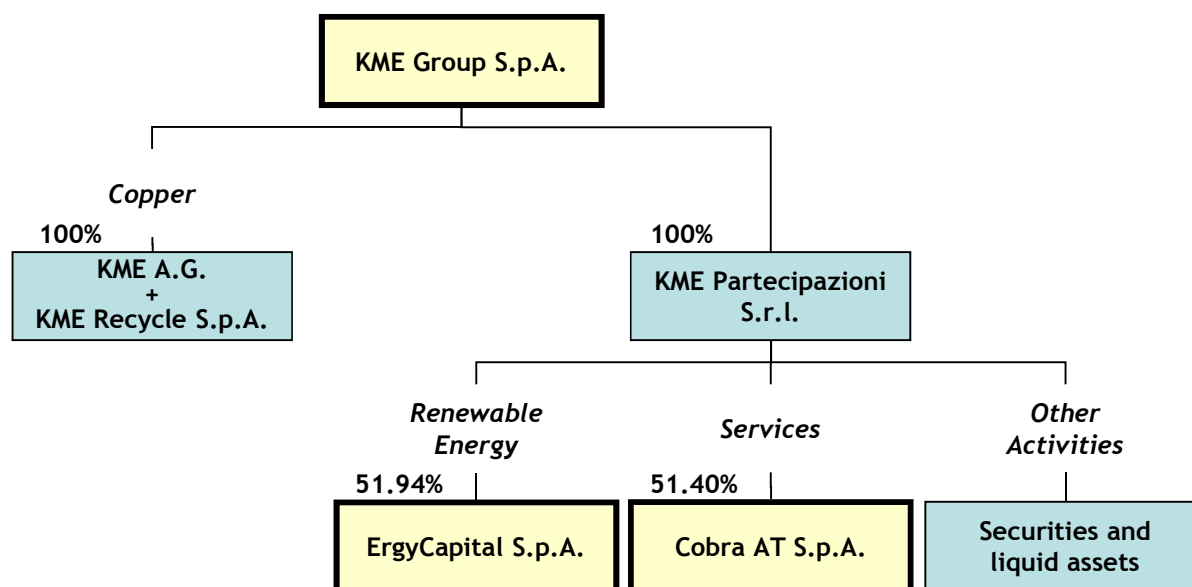 KME Group S.p.A.
Copper
100%
KME A.G.
+
KME Recycle S.p.A.
100%
KME Partecipazioni
S.r.l.
Renewable
Energy
51.94%
ErgyCapital S.p.A.
Services
51.40%
Cobra AT S.p.A.
Other
Activities
Securities and
liquid assets